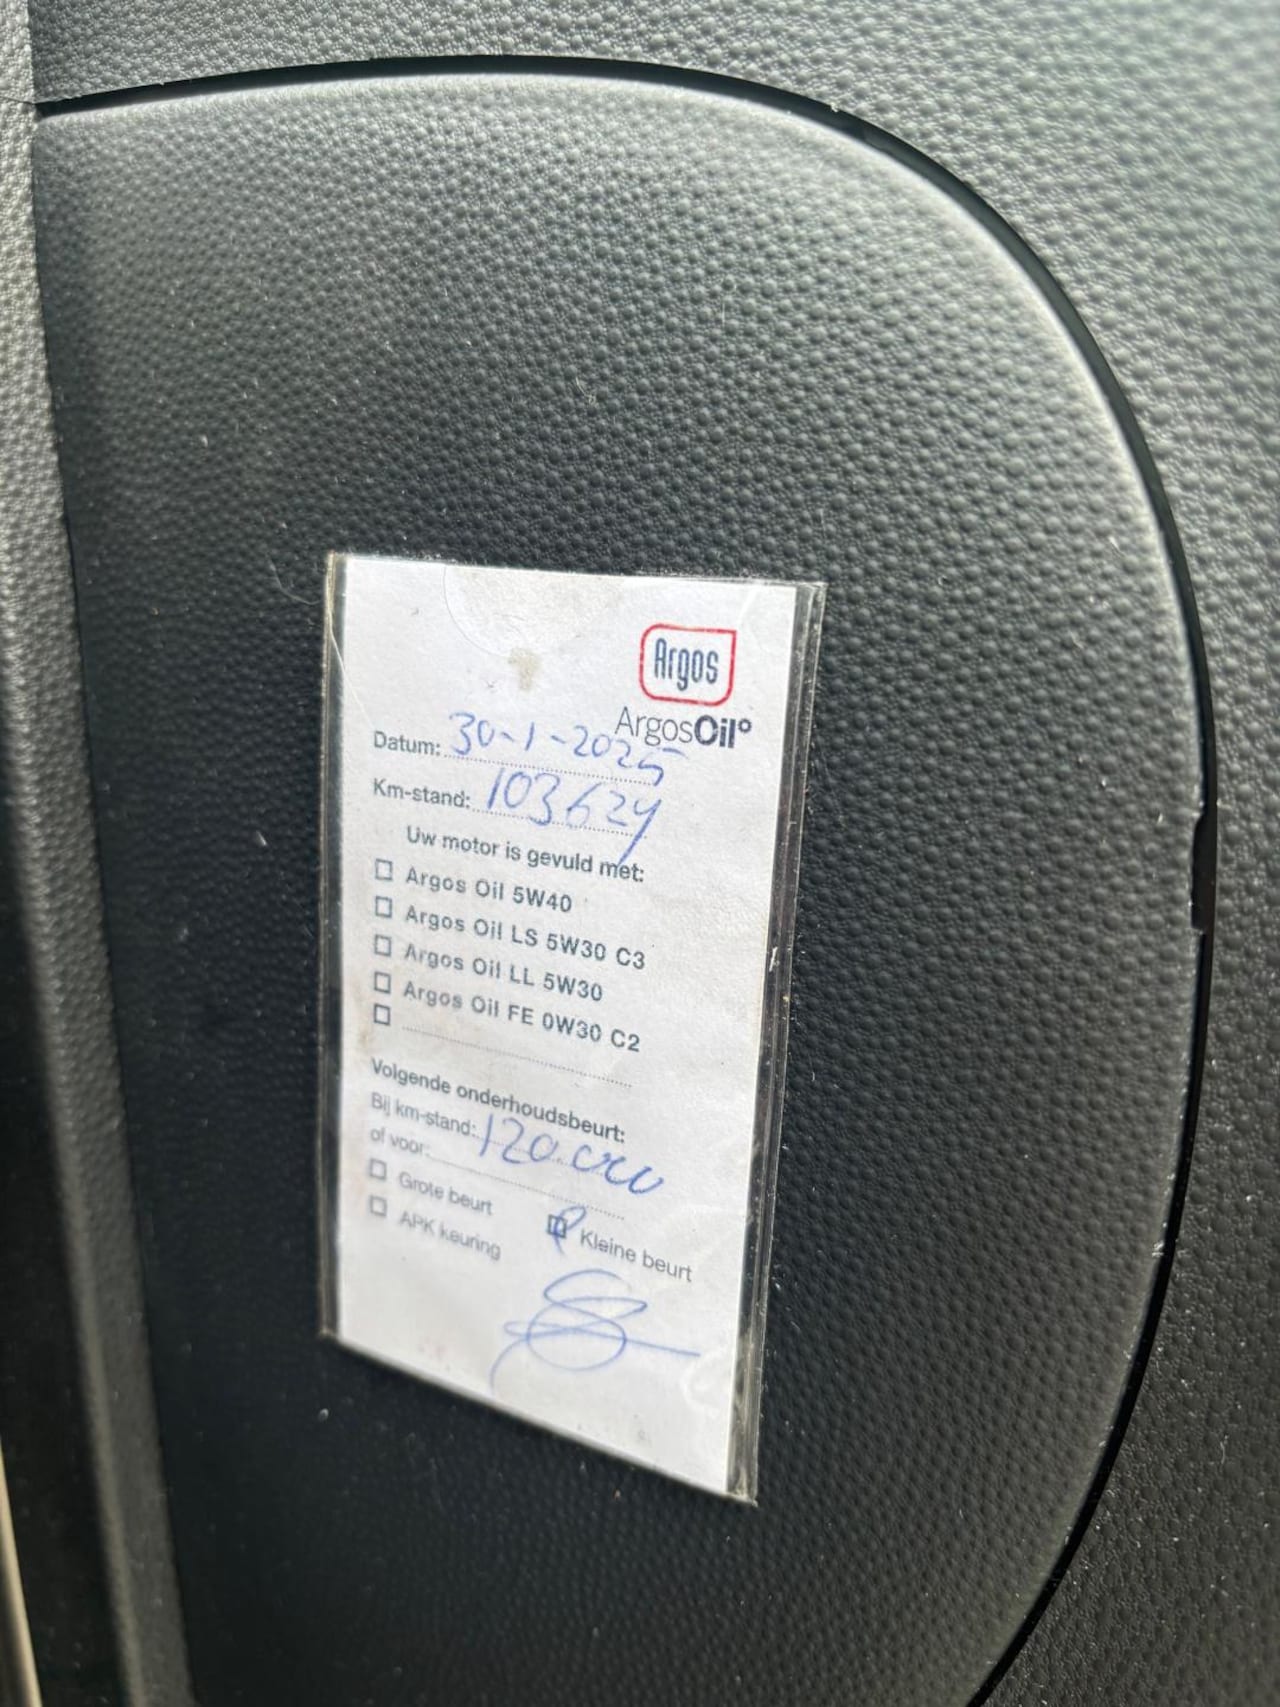 Argos
ArgosOil°
Datum: 30-1-2025
Km-stand: 103624
Uw motor is gevuld met:
Argos Oil 5W40
Argos Oil LS 5W30 C3
Argos Oil LL 5W30
Argos Oil FE 0W30 C2
Volgende onderhoudsbeurt:
Bij km-stand: 120.000
of voor:
Grote beurt
Kleine beurt
APK keuring